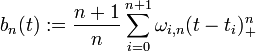 b_n(t) := \frac{n+1}{n} \sum_{i=0}^{n+1} \omega_{i,n}(t - t_i)_+^n